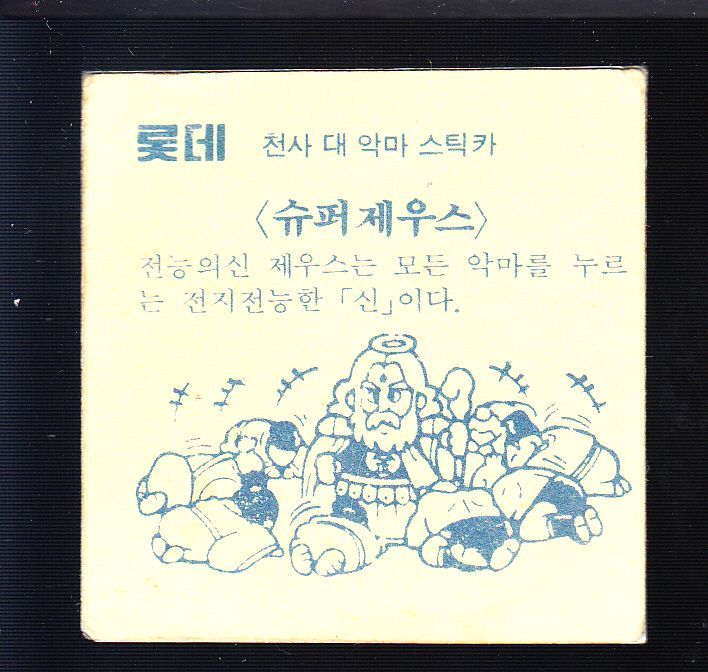 롯데 천사 대 악마 스틱카
〈슈퍼제우스〉
전능의신 제우스는 모든 악마를 누르
는 전지전능한 「신」이다.